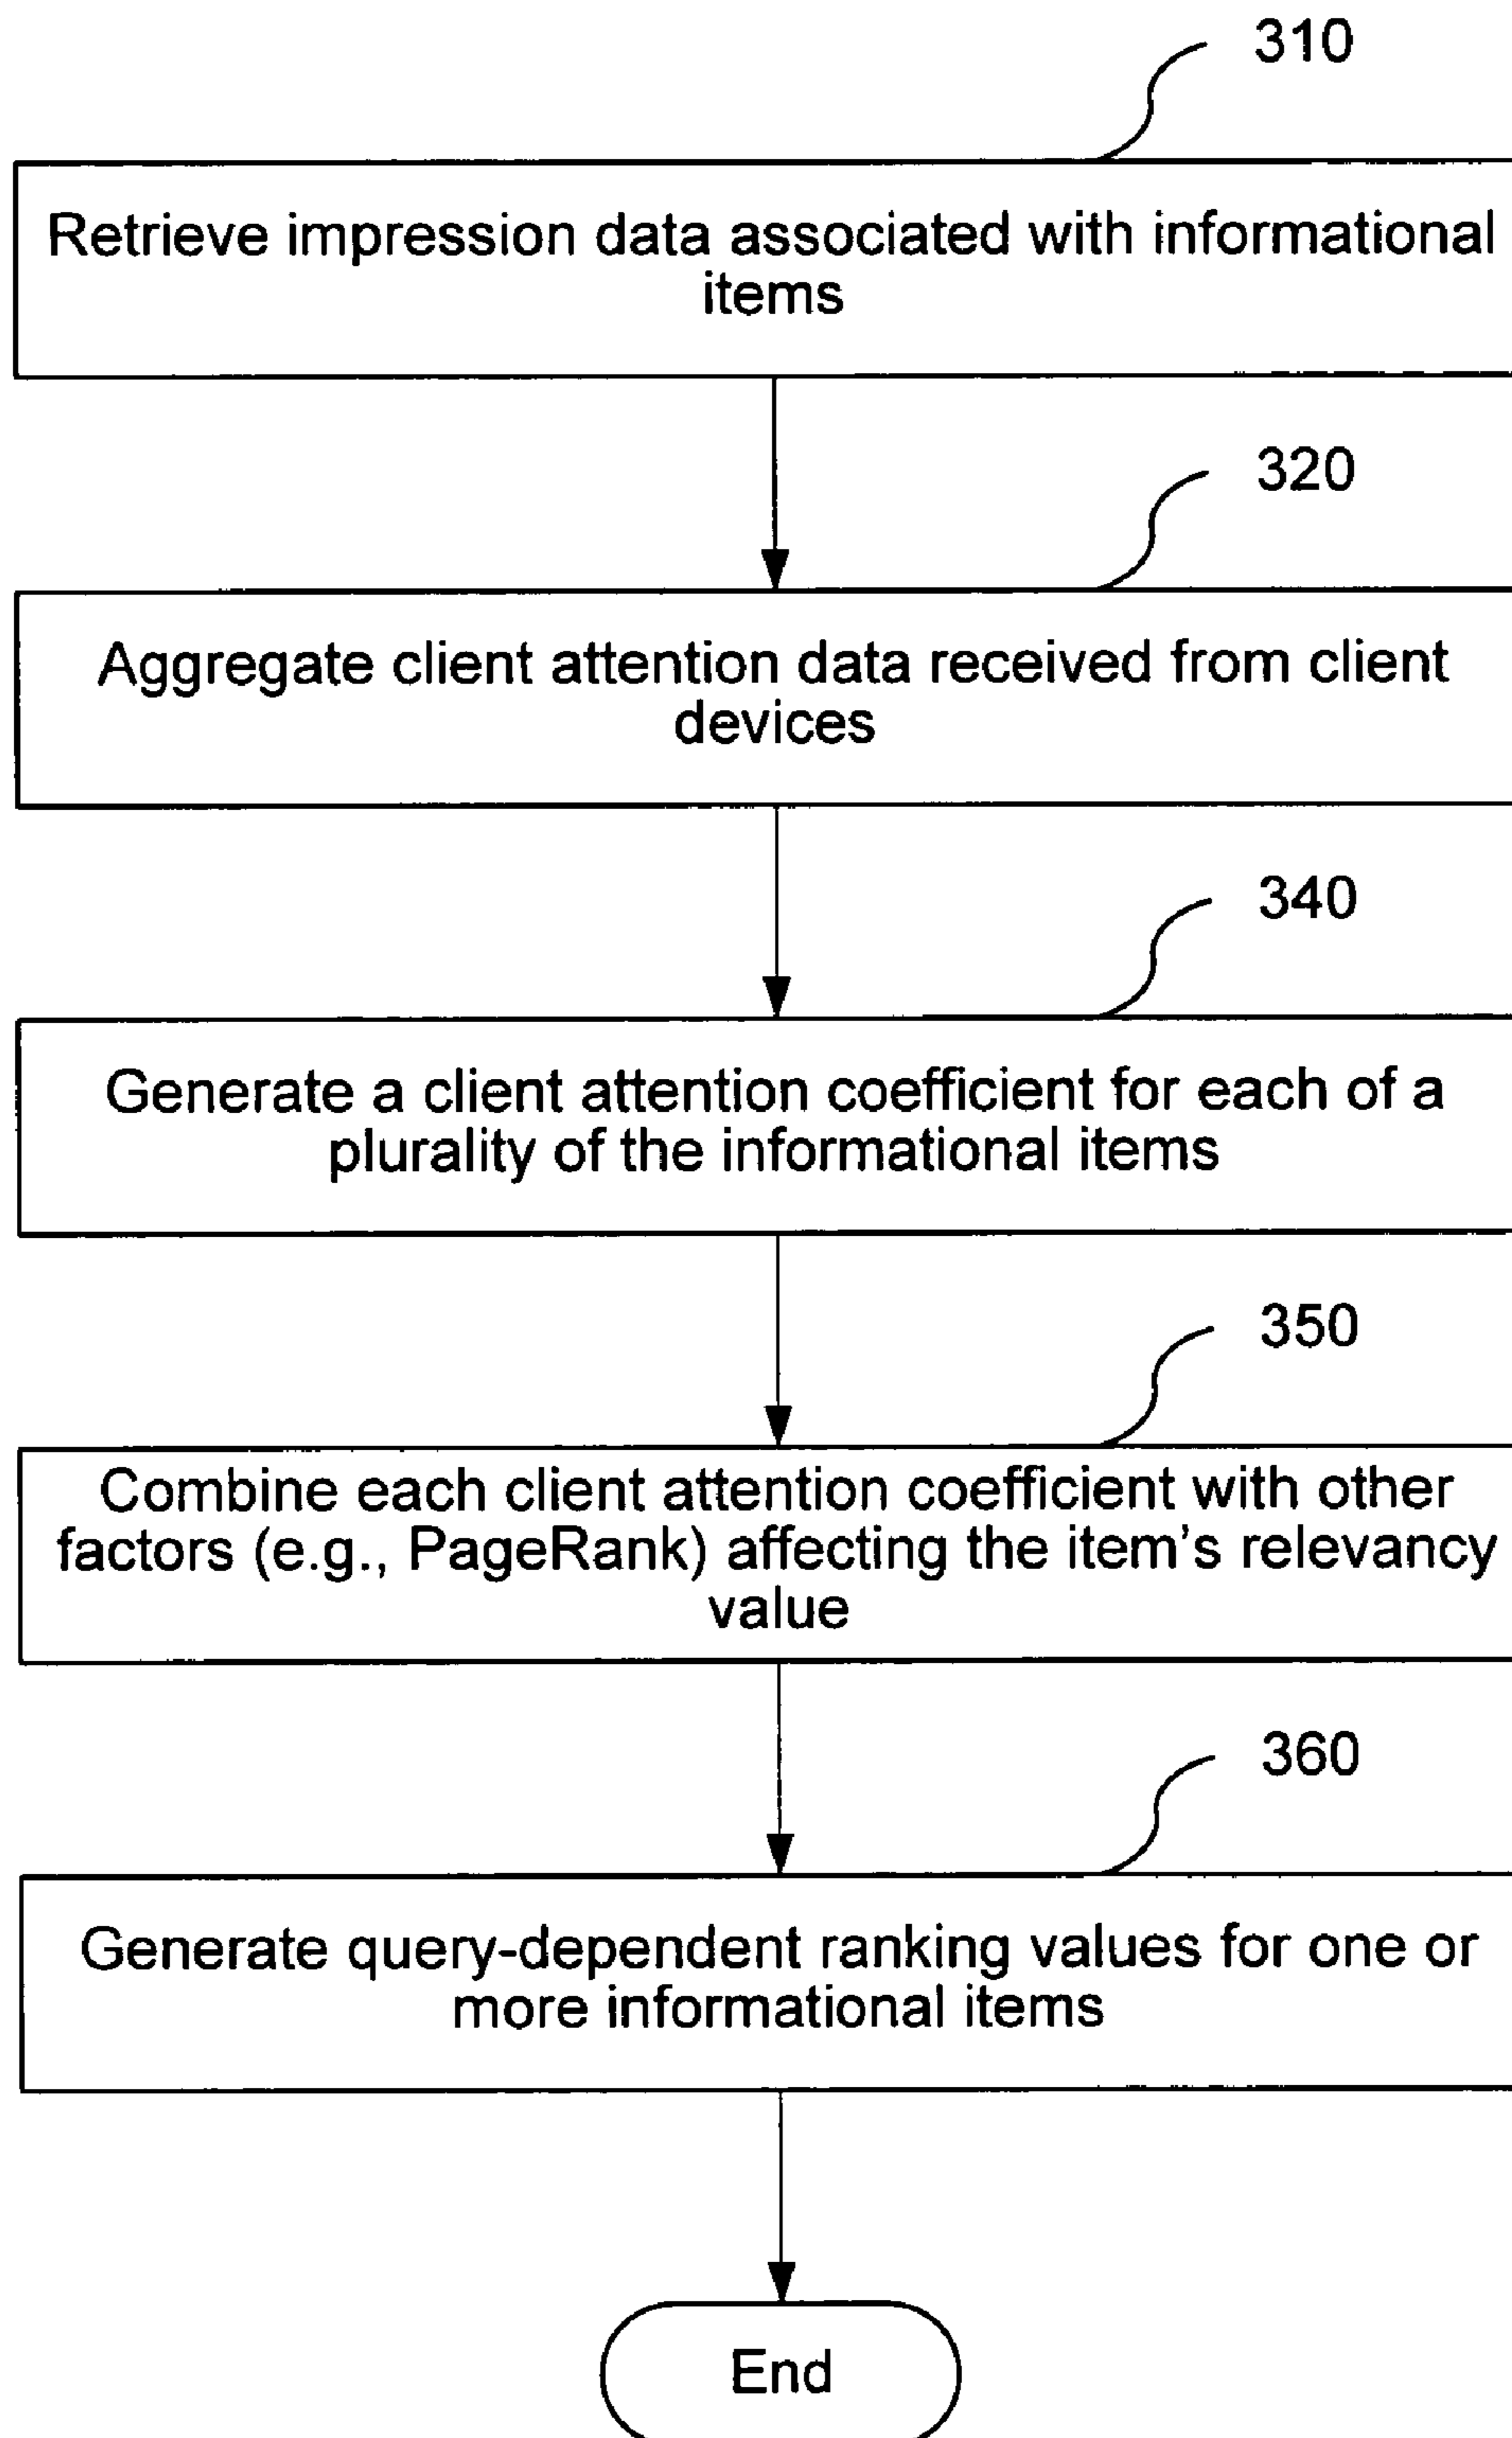 310
Retrieve impression data associated with informational
items
320
Aggregate client attention data received from client
devices
340
Generate a client attention coefficient for each of a
plurality of the informational items
350
Combine each client attention coefficient with other
factors (e.g., PageRank) affecting the item's relevancy
value
360
Generate query-dependent ranking values for one or
more informational items
End